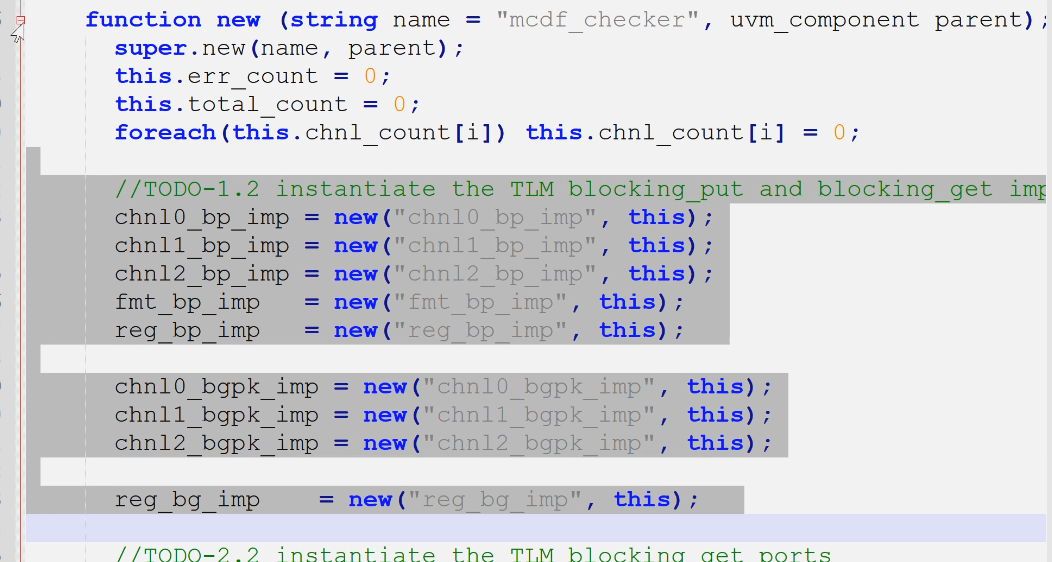 function new (string name = "mcdf_checker", uvm_component parent);
super.new(name, parent);
this.err_count = 0;
this.total_count = 0;
foreach(this.chnl_count[i]) this.chnl_count[i] = 0;
//TODO-1.2 instantiate the TLM blocking_put and blocking_get imp
chnl0_bp_imp = new("chnl0_bp_imp", this);
chnl1_bp_imp = new("chnl1_bp_imp", this);
chnl2_bp_imp = new("chnl2_bp_imp", this);
fmt_bp_imp = new("fmt_bp_imp", this);
reg_bp_imp = new("reg_bp_imp", this);
chnl0_bgpk_imp = new("chnl0_bgpk_imp", this);
chnl1_bgpk_imp = new("chnl1_bgpk_imp", this);
chnl2_bgpk_imp = new("chnl2_bgpk_imp", this);
reg_bg_imp = new("reg_bg_imp", this);
//TODO-2.2 instantiate the TLM blocking get ports